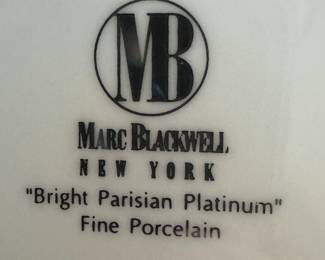 MB
MARC BLACKWELL
NEW YORK
"Bright Parisian Platinum"
Fine Porcelain